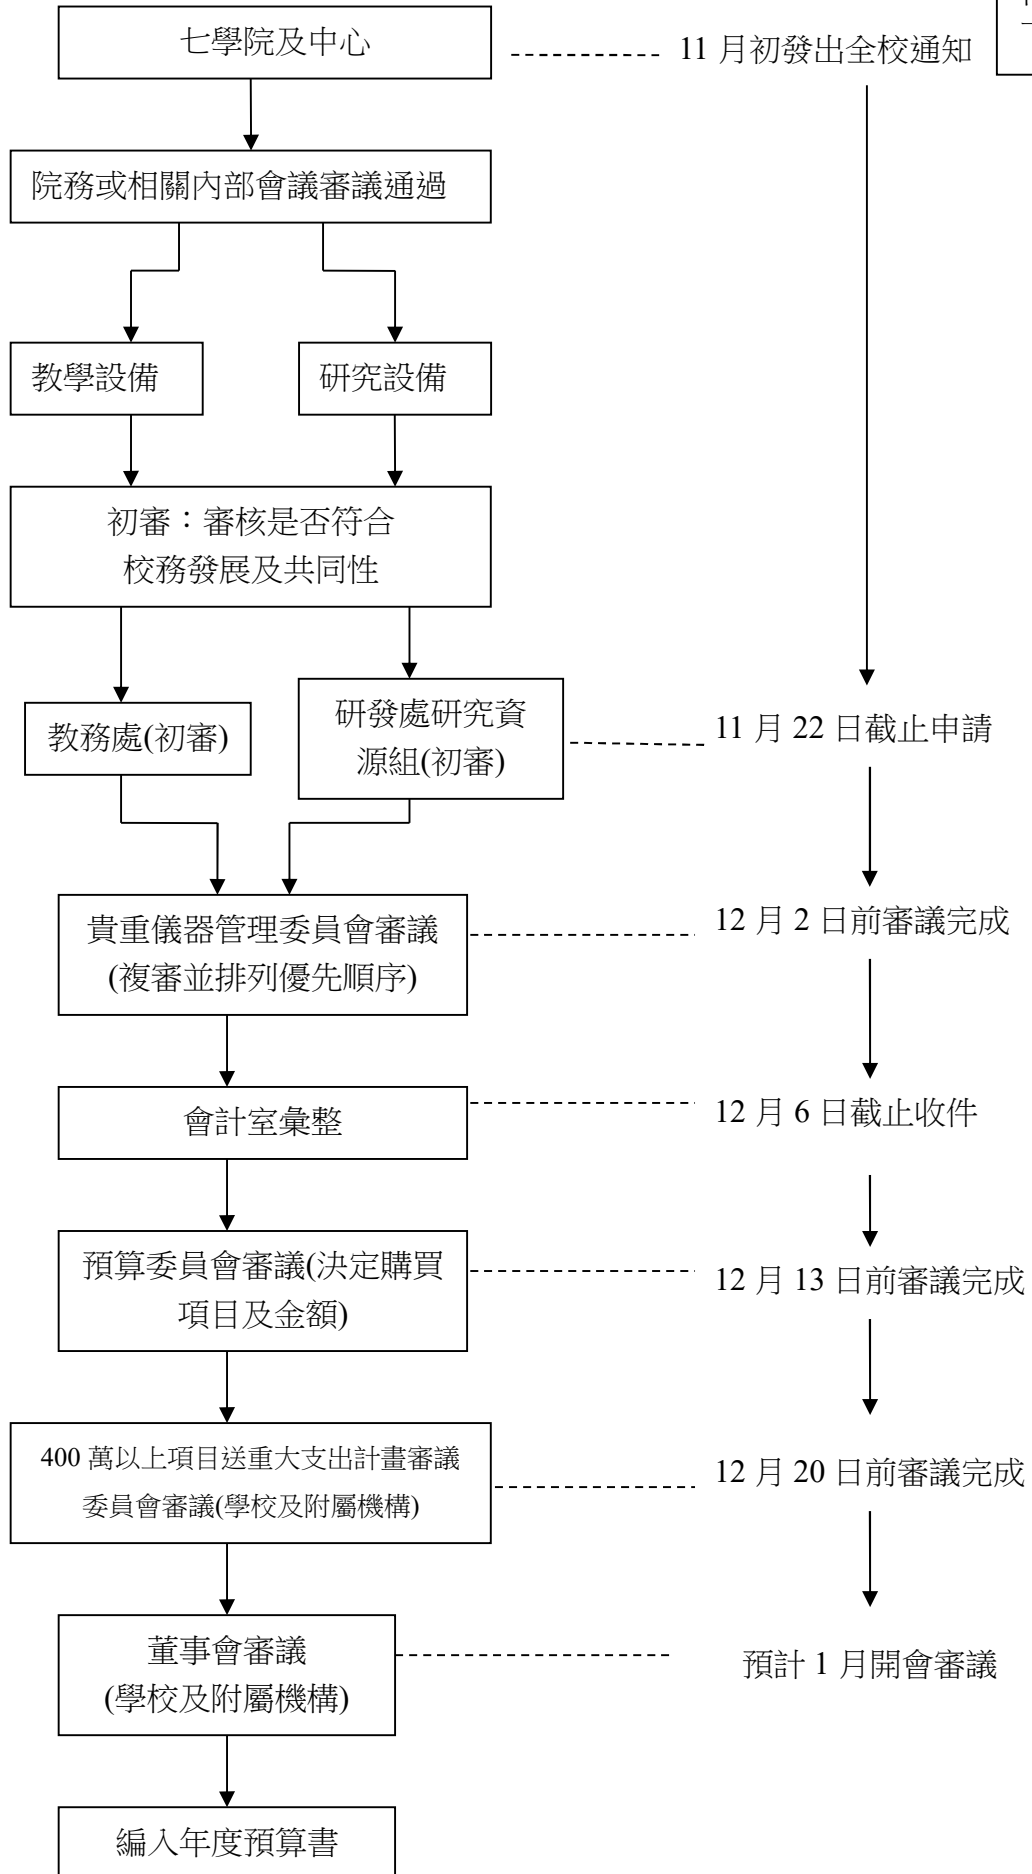 七學院及中心
11 月初發出全校通知
院務或相關內部會議審議通過
教學設備
研究設備
初審：審核是否符合
校務發展及共同性
教務處(初審)
研發處研究資
源組(初審)
11 月 22 日截止申請
貴重儀器管理委員會審議
(複審並排列優先順序)
12 月 2 日前審議完成
會計室彙整
12 月 6 日截止收件
預算委員會審議(決定購買
項目及金額)
12 月 13 日前審議完成
400 萬以上項目送重大支出計畫審議
委員會審議(學校及附屬機構)
12 月 20 日前審議完成
董事會審議
(學校及附屬機構)
預計 1 月開會審議
編入年度預算書